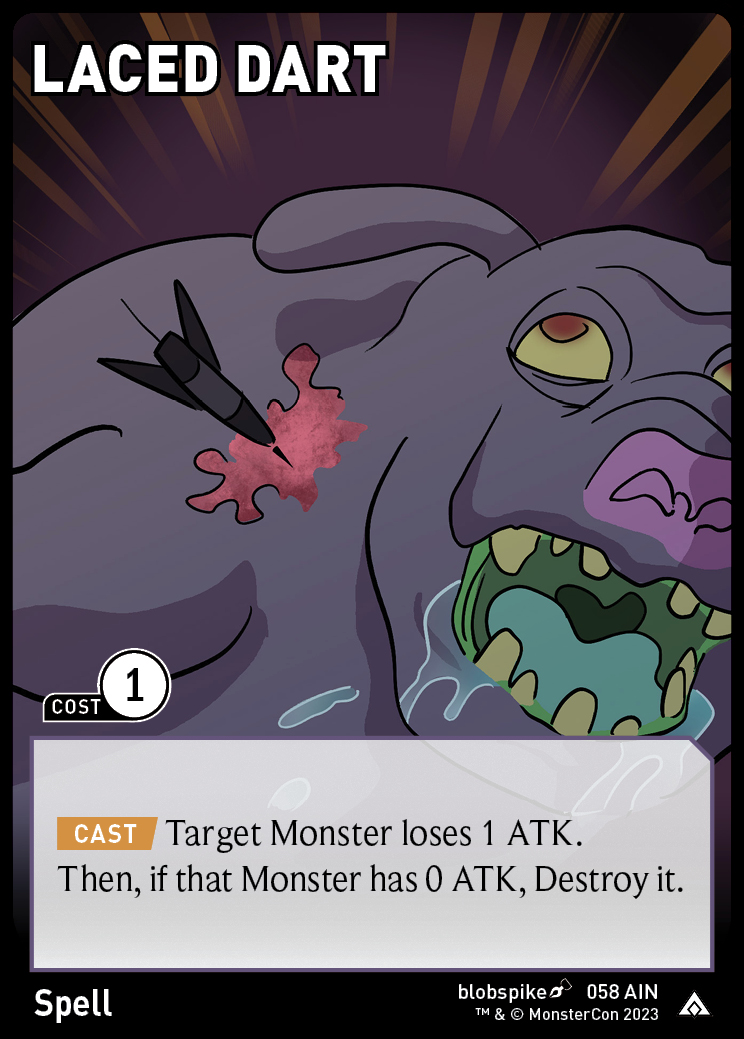 LACED DART
COST 1
CAST Target Monster loses 1 ATK.
Then, if that Monster has 0 ATK, Destroy it.
Spell
blobspike 058 AIN
™ & © MonsterCon 2023